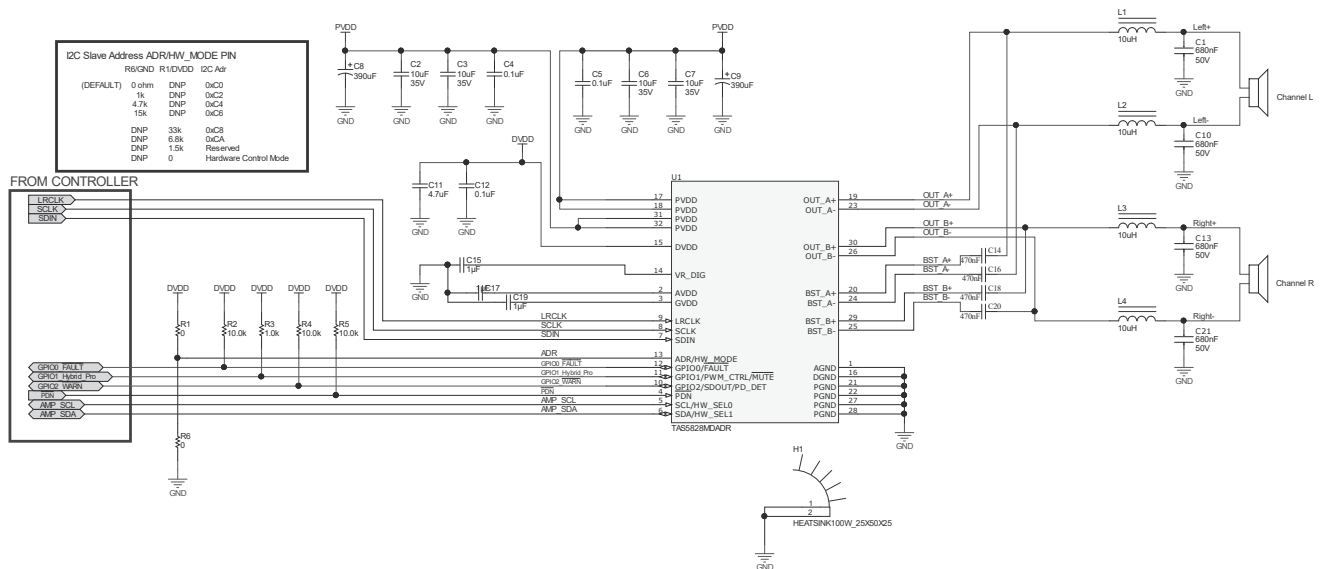 I2C Slave Address ADR/HW_MODE PIN
R6/GND R1/DVDD I2C Adr
(DEFAULT) 0 ohm DNP 0xC0
1k DNP 0xC2
4.7k DNP 0xC4
15k DNP 0xC6
DNP 33k 0xC8
DNP 6.8k 0xCA
DNP 1.5k Reserved
DNP 0 Hardware Control Mode
FROM CONTROLLER
LRCLK
SCLK
SDIN
GPIO0_FAULT
GPIO1_Hybrid_Pro
GPIO2_WARN
PDN
AMP_SCL
AMP_SDA
PVDD
C8
390uF
GND
C2
10uF
35V
GND
C3
10uF
35V
GND
C4
0.1uF
GND
PVDD
C5
0.1uF
GND
C6
10uF
35V
GND
C7
10uF
35V
GND
C9
390uF
GND
DVDD
C11
4.7uF
GND
C12
0.1uF
GND
C15
1µF
GND
1µF
C17
C19
1µF
DVDD
R1
0
DVDD
R2
10.0k
DVDD
R3
1.0k
DVDD
R4
10.0k
DVDD
R5
10.0k
R6
0
GND
LRCLK
SCLK
SDIN
ADR
GPIO0_FAULT
GPIO1_Hybrid_Pro
GPIO2_WARN
PDN
AMP_SCL
AMP_SDA
U1
17 PVDD
18 PVDD
31 PVDD
32 PVDD
15 DVDD
14 VR_DIG
2 AVDD
3 GVDD
9 LRCLK
8 SCLK
7 SDIN
13 ADR/HW_MODE
12 GPIO0/FAULT
11 GPIO1/PWM_CTRL/MUTE
10 GPIO2/SDOUT/PD_DET
4 PDN
5 SCL/HW_SEL0
6 SDA/HW_SEL1
OUT_A+ 19 OUT_A+
OUT_A- 23 OUT_A-
OUT_B+ 30 OUT_B+
OUT_B- 26 OUT_B-
BST_A+ 20 BST_A+
BST_A- 24 BST_A-
BST_B+ 29 BST_B+
BST_B- 25 BST_B-
AGND 1
DGND 16
PGND 21
PGND 22
PGND 27
PGND 28
GND
TAS5828MDADR
C14
470nF
C16
470nF
C18
470nF
C20
470nF
L1
10uH
Left+
C1
680nF
50V
GND
L2
10uH
Left-
C10
680nF
50V
GND
Channel L
L3
10uH
Right+
C13
680nF
50V
GND
L4
10uH
Right-
C21
680nF
50V
GND
Channel R
H1
1
2
HEATSINK100W_25X50X25
GND